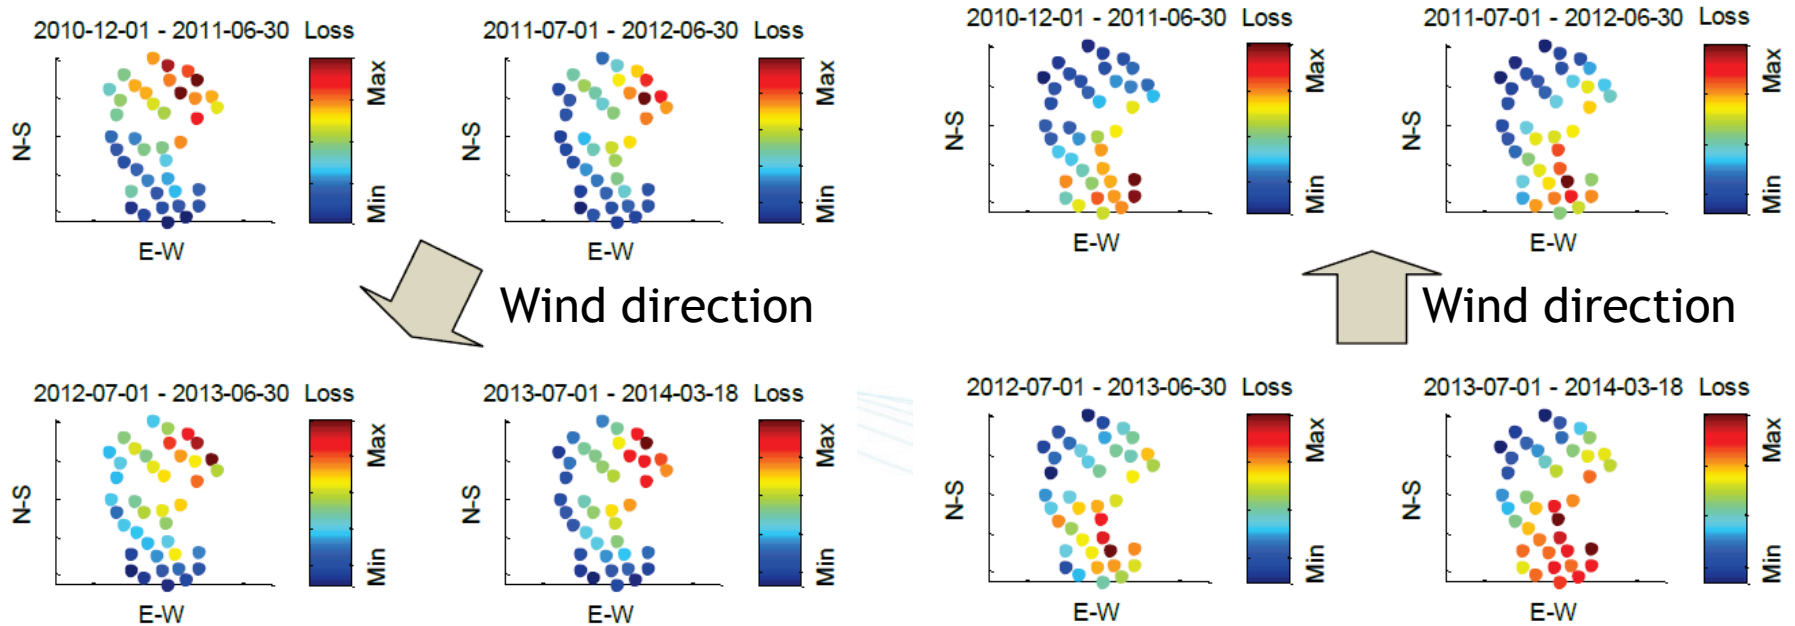 2010-12-01 - 2011-06-30 Loss
Max
Min
N-S
E-W
2011-07-01 - 2012-06-30 Loss
Max
Min
N-S
E-W
2010-12-01 - 2011-06-30 Loss
Max
Min
N-S
E-W
2011-07-01 - 2012-06-30 Loss
Max
Min
N-S
E-W
Wind direction
Wind direction
2012-07-01 - 2013-06-30 Loss
Max
Min
N-S
E-W
2013-07-01 - 2014-03-18 Loss
Max
Min
N-S
E-W
2012-07-01 - 2013-06-30 Loss
Max
Min
N-S
E-W
2013-07-01 - 2014-03-18 Loss
Max
Min
N-S
E-W